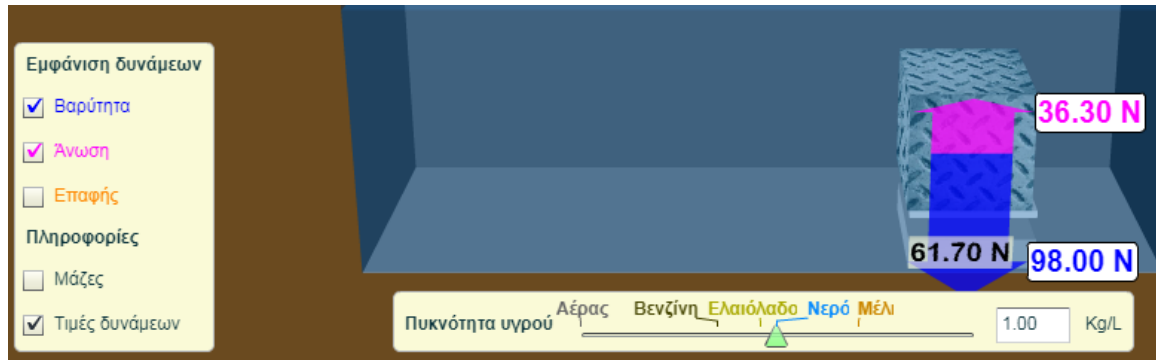 Εμφάνιση δυνάμεων
Βαρύτητα
Άνωση
Επαφής
Πληροφορίες
Μάζες
Τιμές δυνάμεων
36.30 N
61.70 N
98.00 N
Αέρας Βενζίνη Ελαιόλαδο Νερό Μέλι
Πυκνότητα υγρού 1.00 Kg/L